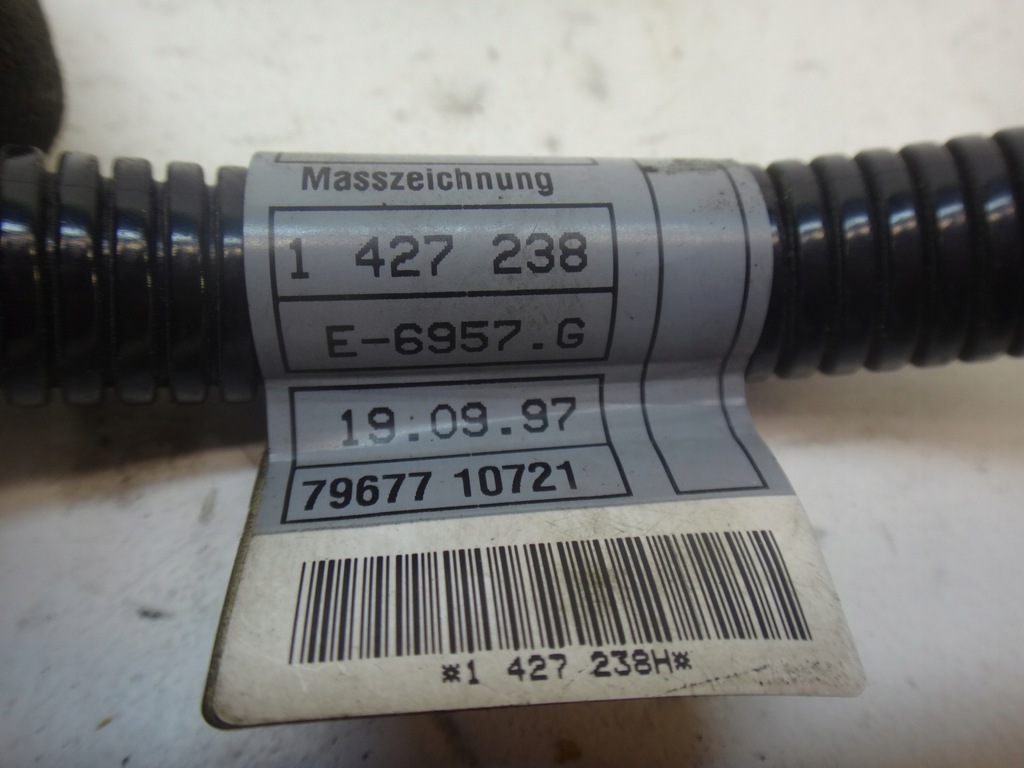 Masszeichnung
1 427 238
E-6957.G
19.09.97
79677 10721
*1 427 238H*